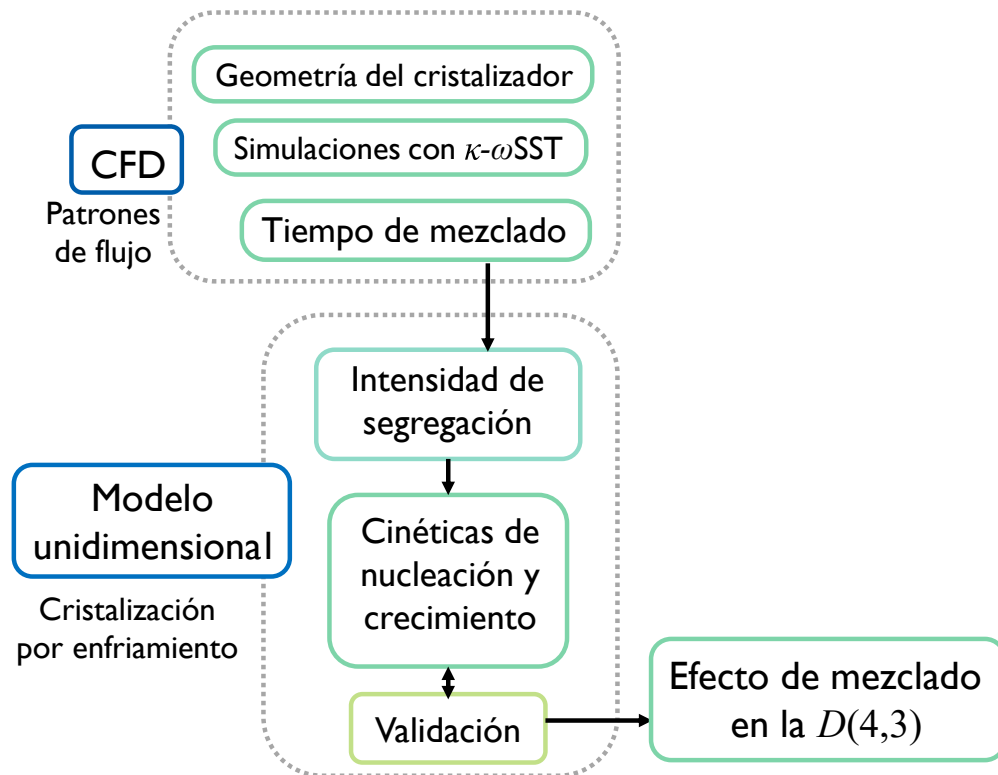 Geometría del cristalizador
Simulaciones con κ-ωSST
CFD
Patrones
de flujo
Tiempo de mezclado
Intensidad de
segregación
Modelo
unidimensional
Cristalización
por enfriamiento
Cinéticas de
nucleación y
crecimiento
Validación
Efecto de mezclado
en la D(4,3)